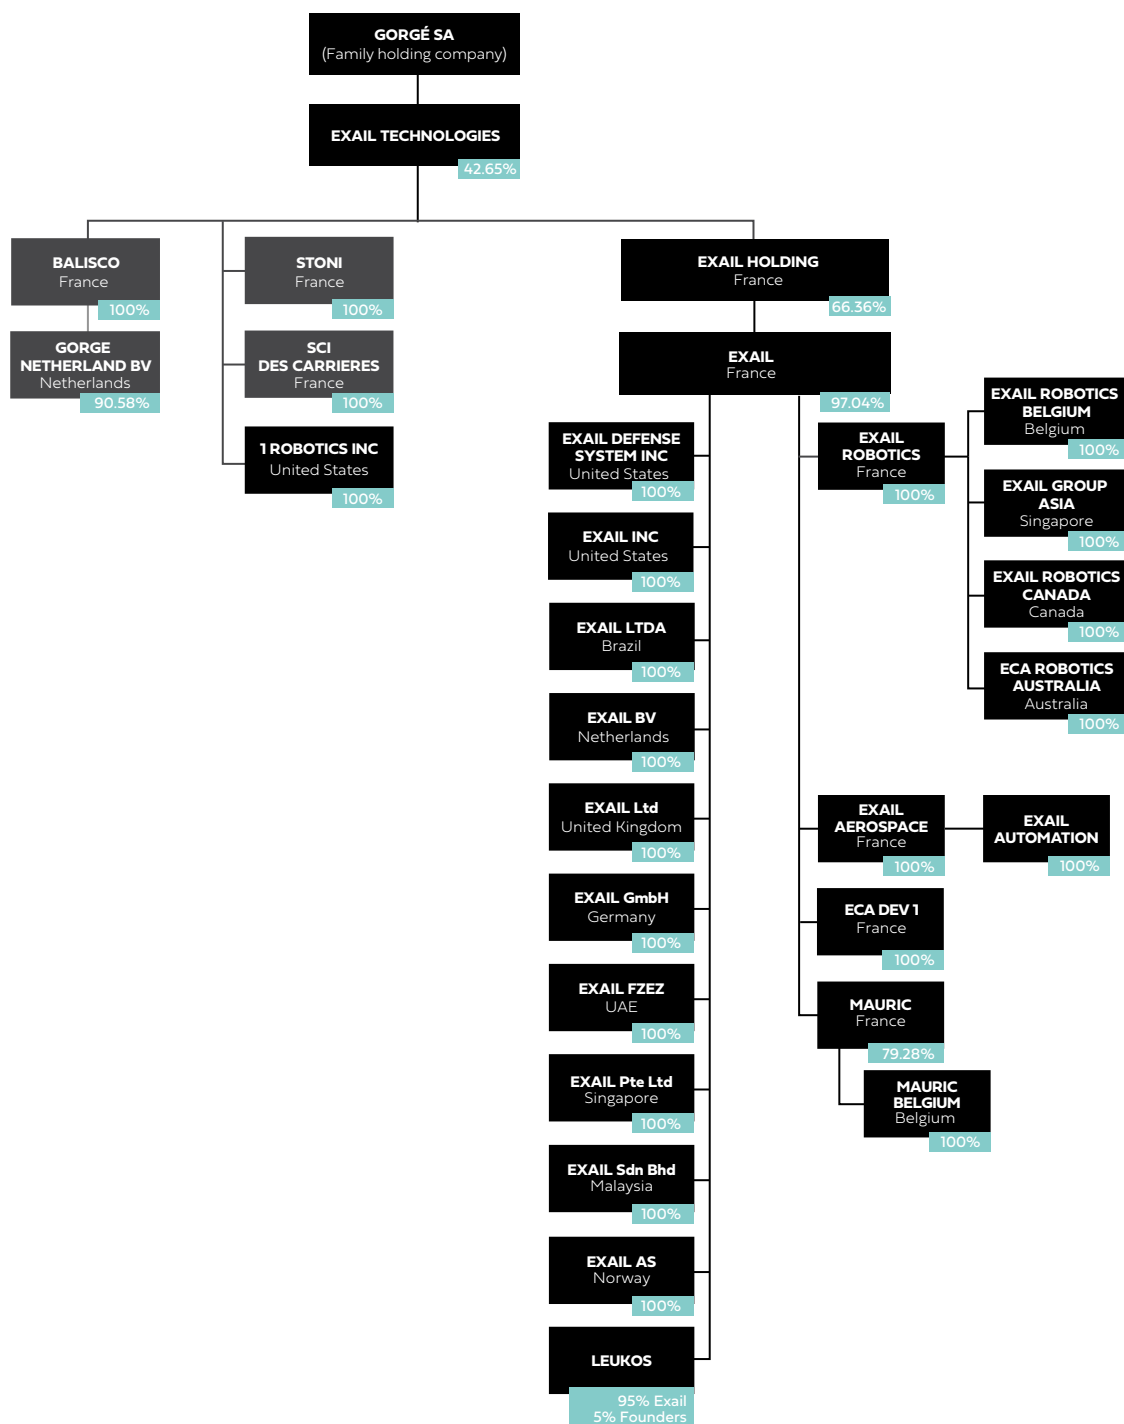 GORGÉ SA
(Family holding company)
EXAIL TECHNOLOGIES
42.65%
BALISCO
France
100%
GORGE
NETHERLAND BV
Netherlands
90.58%
STONI
France
100%
SCI
DES CARRIERES
France
100%
1 ROBOTICS INC
United States
100%
EXAIL HOLDING
France
66.36%
EXAIL
France
97.04%
EXAIL DEFENSE
SYSTEM INC
United States
100%
EXAIL INC
United States
100%
EXAIL LTDA
Brazil
100%
EXAIL BV
Netherlands
100%
EXAIL Ltd
United Kingdom
100%
EXAIL GmbH
Germany
100%
EXAIL FZEZ
UAE
100%
EXAIL Pte Ltd
Singapore
100%
EXAIL Sdn Bhd
Malaysia
100%
EXAIL AS
Norway
100%
LEUKOS
95% Exail
5% Founders
EXAIL
ROBOTICS
France
100%
EXAIL ROBOTICS
BELGIUM
Belgium
100%
EXAIL GROUP
ASIA
Singapore
100%
EXAIL ROBOTICS
CANADA
Canada
100%
ECA ROBOTICS
AUSTRALIA
Australia
100%
EXAIL
AEROSPACE
France
100%
EXAIL
AUTOMATION
100%
ECA DEV 1
France
100%
MAURIC
France
79.28%
MAURIC
BELGIUM
Belgium
100%